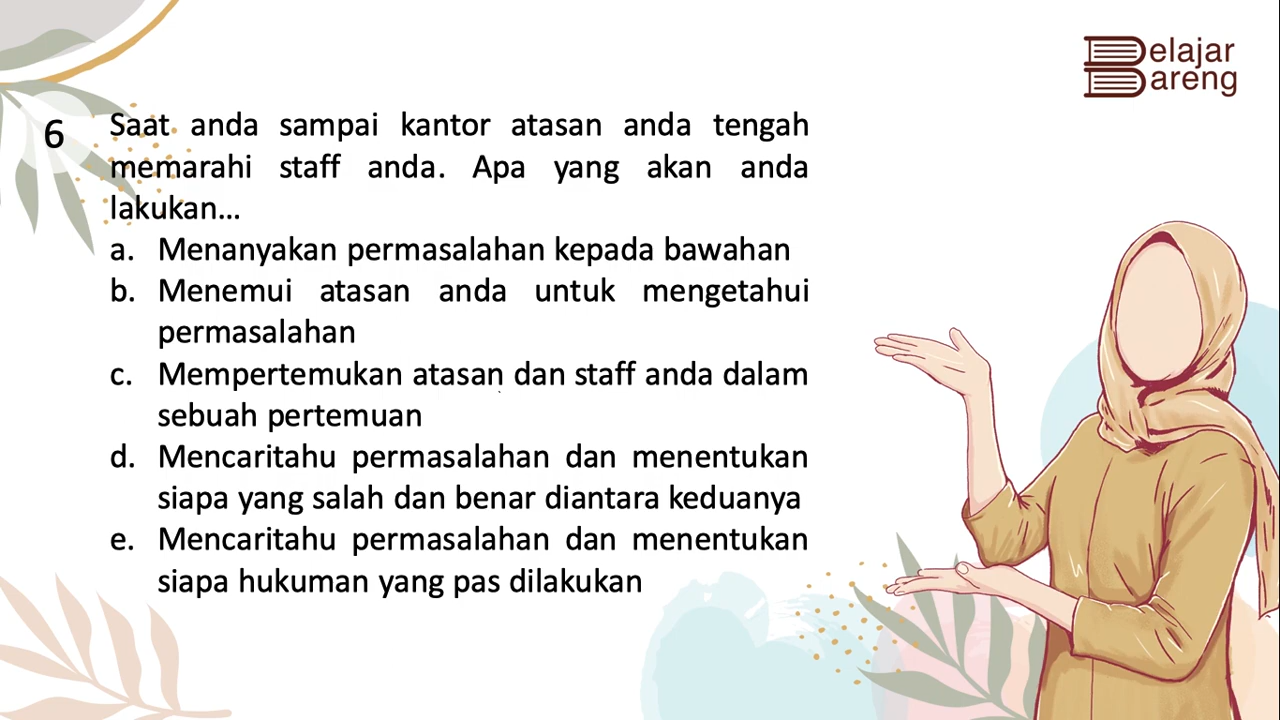 Belajar
Bareng
6 Saat anda sampai kantor atasan anda tengah
memarahi staff anda. Apa yang akan anda
lakukan...
a. Menanyakan permasalahan kepada bawahan
b. Menemui atasan anda untuk mengetahui
permasalahan
c. Mempertemukan atasan dan staff anda dalam
sebuah pertemuan
d. Mencaritahu permasalahan dan menentukan
siapa yang salah dan benar diantara keduanya
e. Mencaritahu permasalahan dan menentukan
siapa hukuman yang pas dilakukan